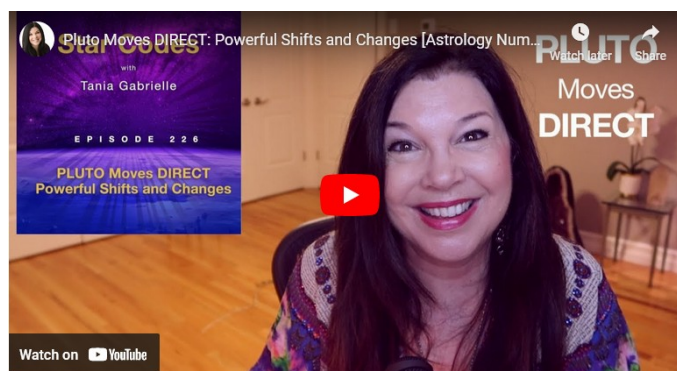 Pluto Moves DIRECT: Powerful Shifts and Changes [Astrology Num...
Watch later
Share
Star Codes
with
Tania Gabrielle
EPISODE 226
PLUTO Moves DIRECT
Powerful Shifts and Changes
PLUTO
Moves
DIRECT
Watch on YouTube